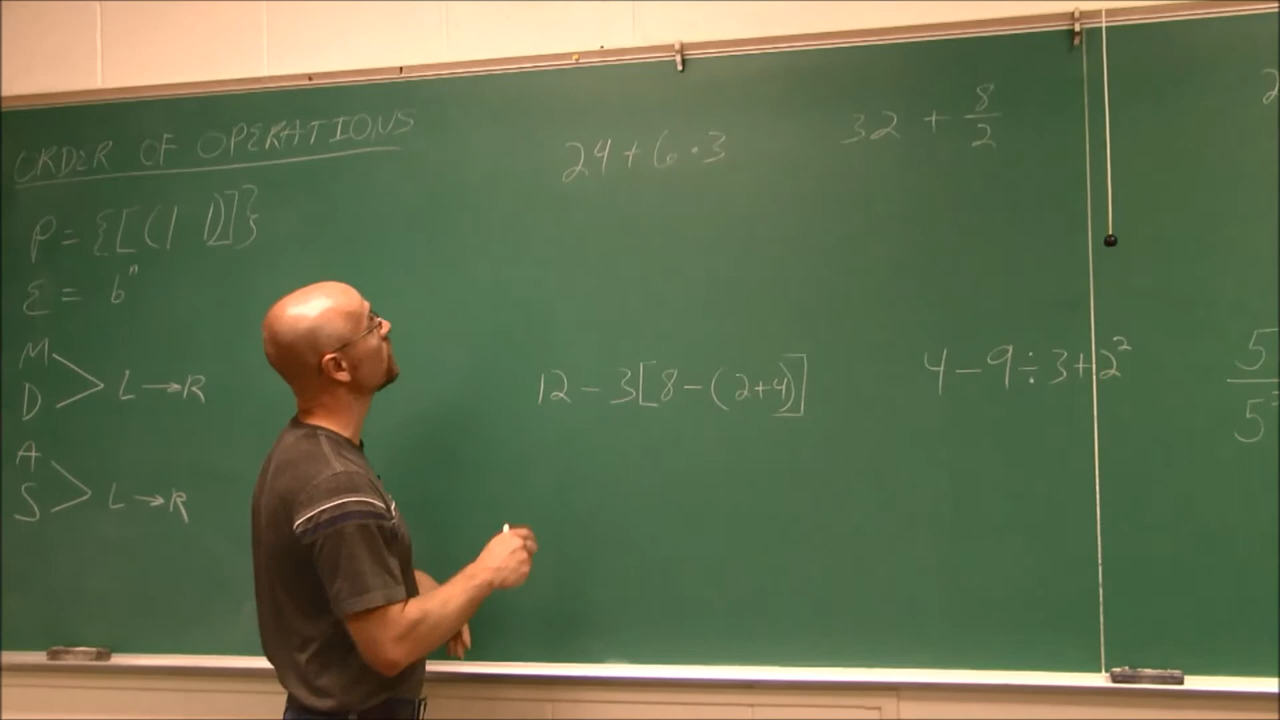 ORDER OF OPERATIONS
P = {[(| |)]}
E = bⁿ
M
D > L → R
A
S > L → R
24 + 6 · 3
32 + 8/2
12 - 3[8 - (2+4)]
4 - 9 ÷ 3 + 2²